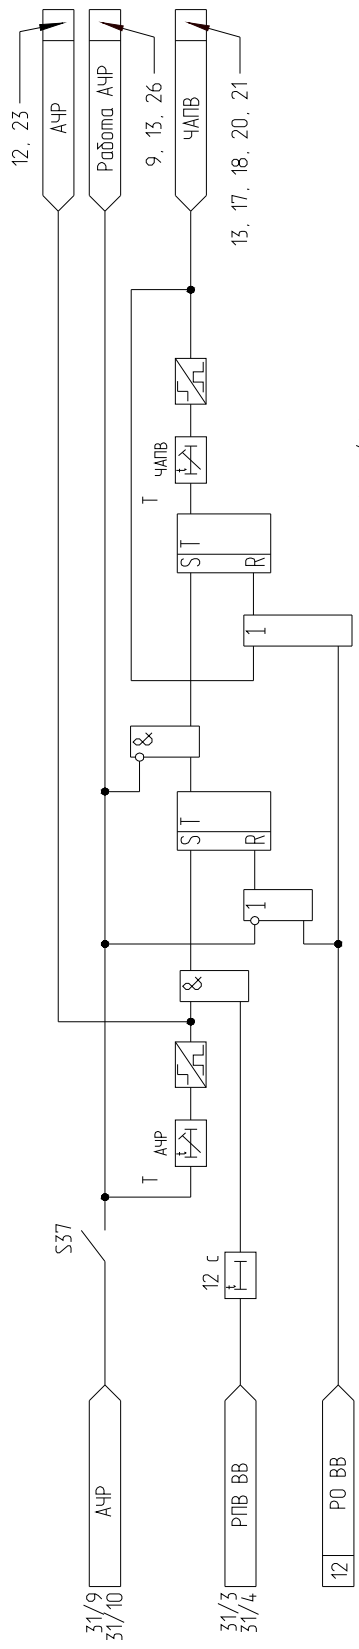 31/9
31/10
АЧР
S37
Т
АЧР
t
&
АЧР
12, 23
Работа АЧР
9, 13, 26
31/3
31/4
РПВ ВВ
12 с
t
S T
R
1
&
S T
R
1
Т
ЧАПВ
t
ЧАПВ
13, 17, 18, 20, 21
12
РО ВВ